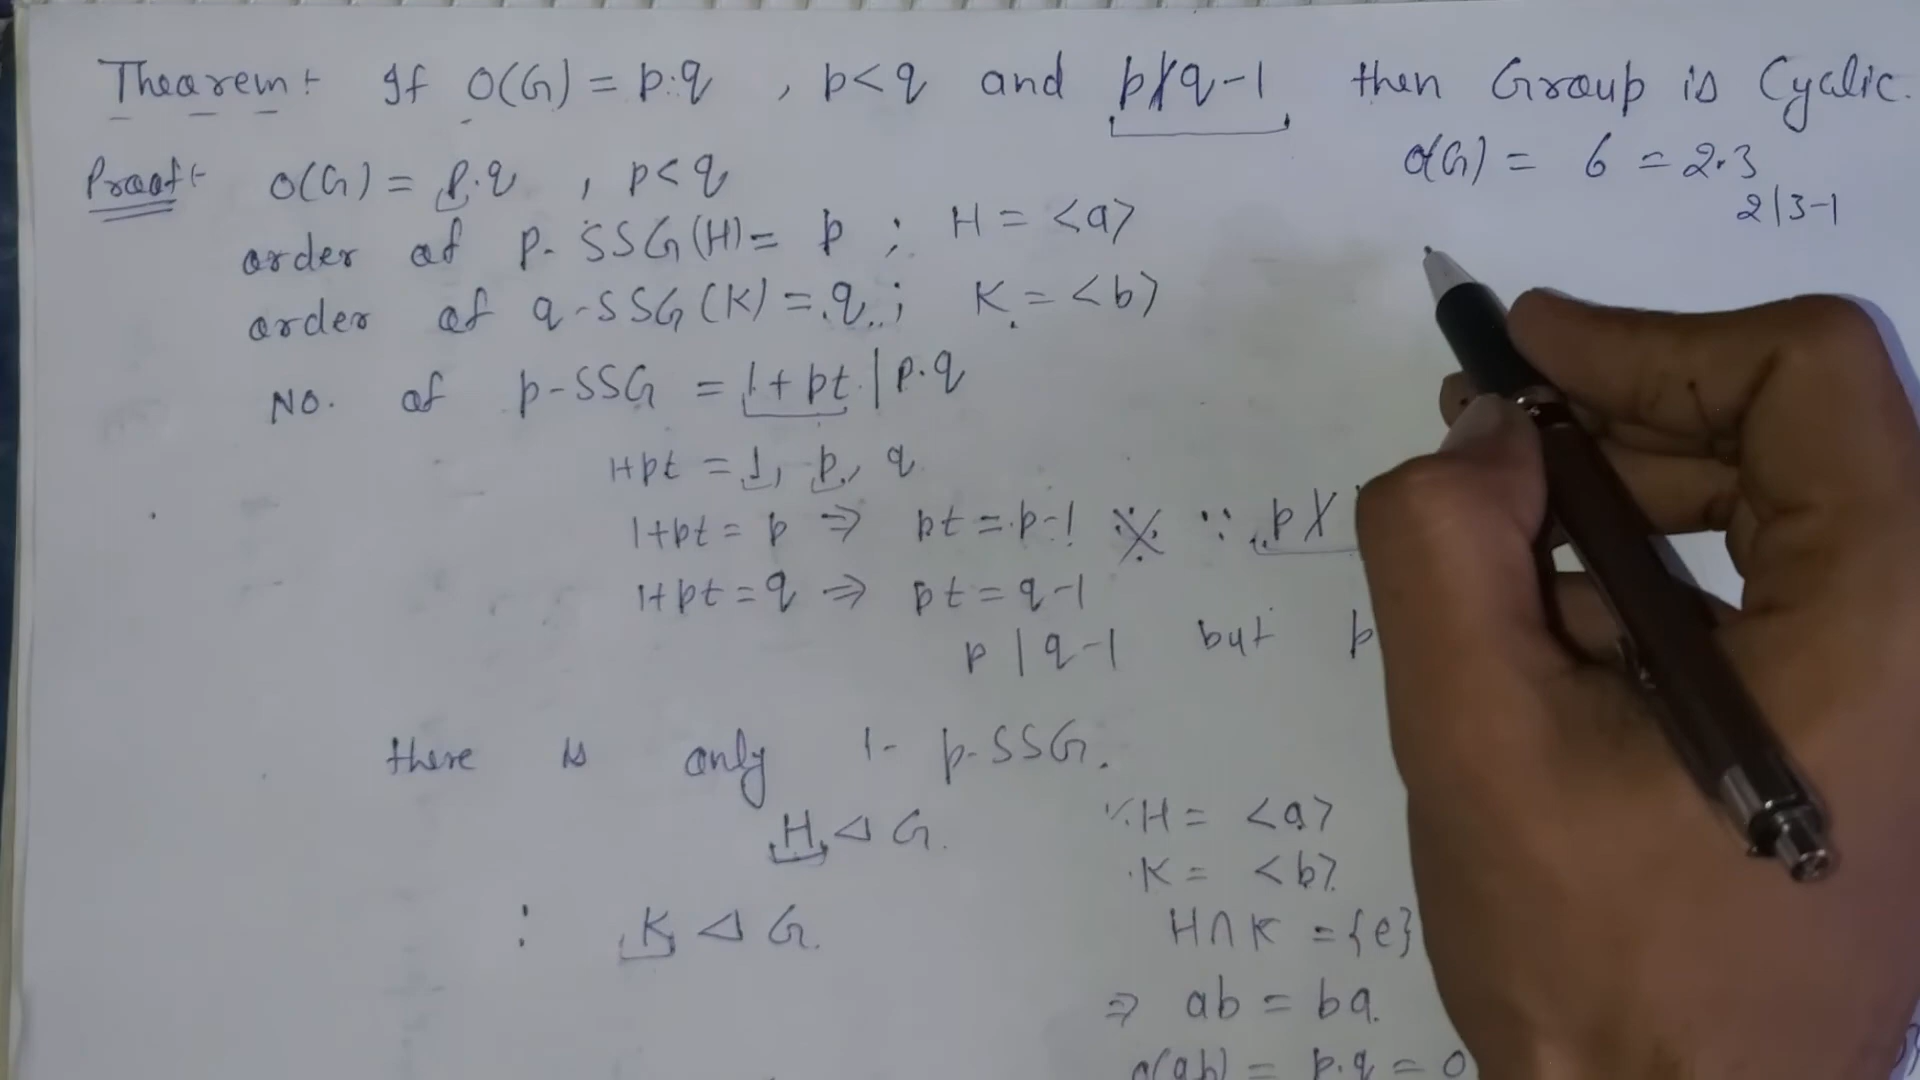 Theorem:- If O(G) = p.q , p<q and p∤q-1 then Group is Cyclic.
o(G) = 6 = 2.3
2|3-1
Proof:- O(G) = p.q , p<q
order of p-SSG(H) = p ; H = <a>
order of q-SSG(K) = q ; K = <b>
No. of p-SSG = 1+pt | p.q
1+pt = 1, p, q
1+pt = p ⇒ pt = p-1 ※ ∵ p∤
1+pt = q ⇒ pt = q-1
p | q-1 but p
there is only 1- p-SSG.
H ◁ G.
: K ◁ G.
∵ H = <a>
K = <b>
H∩K = {e}
⇒ ab = ba.
o(ab) = p.q = o